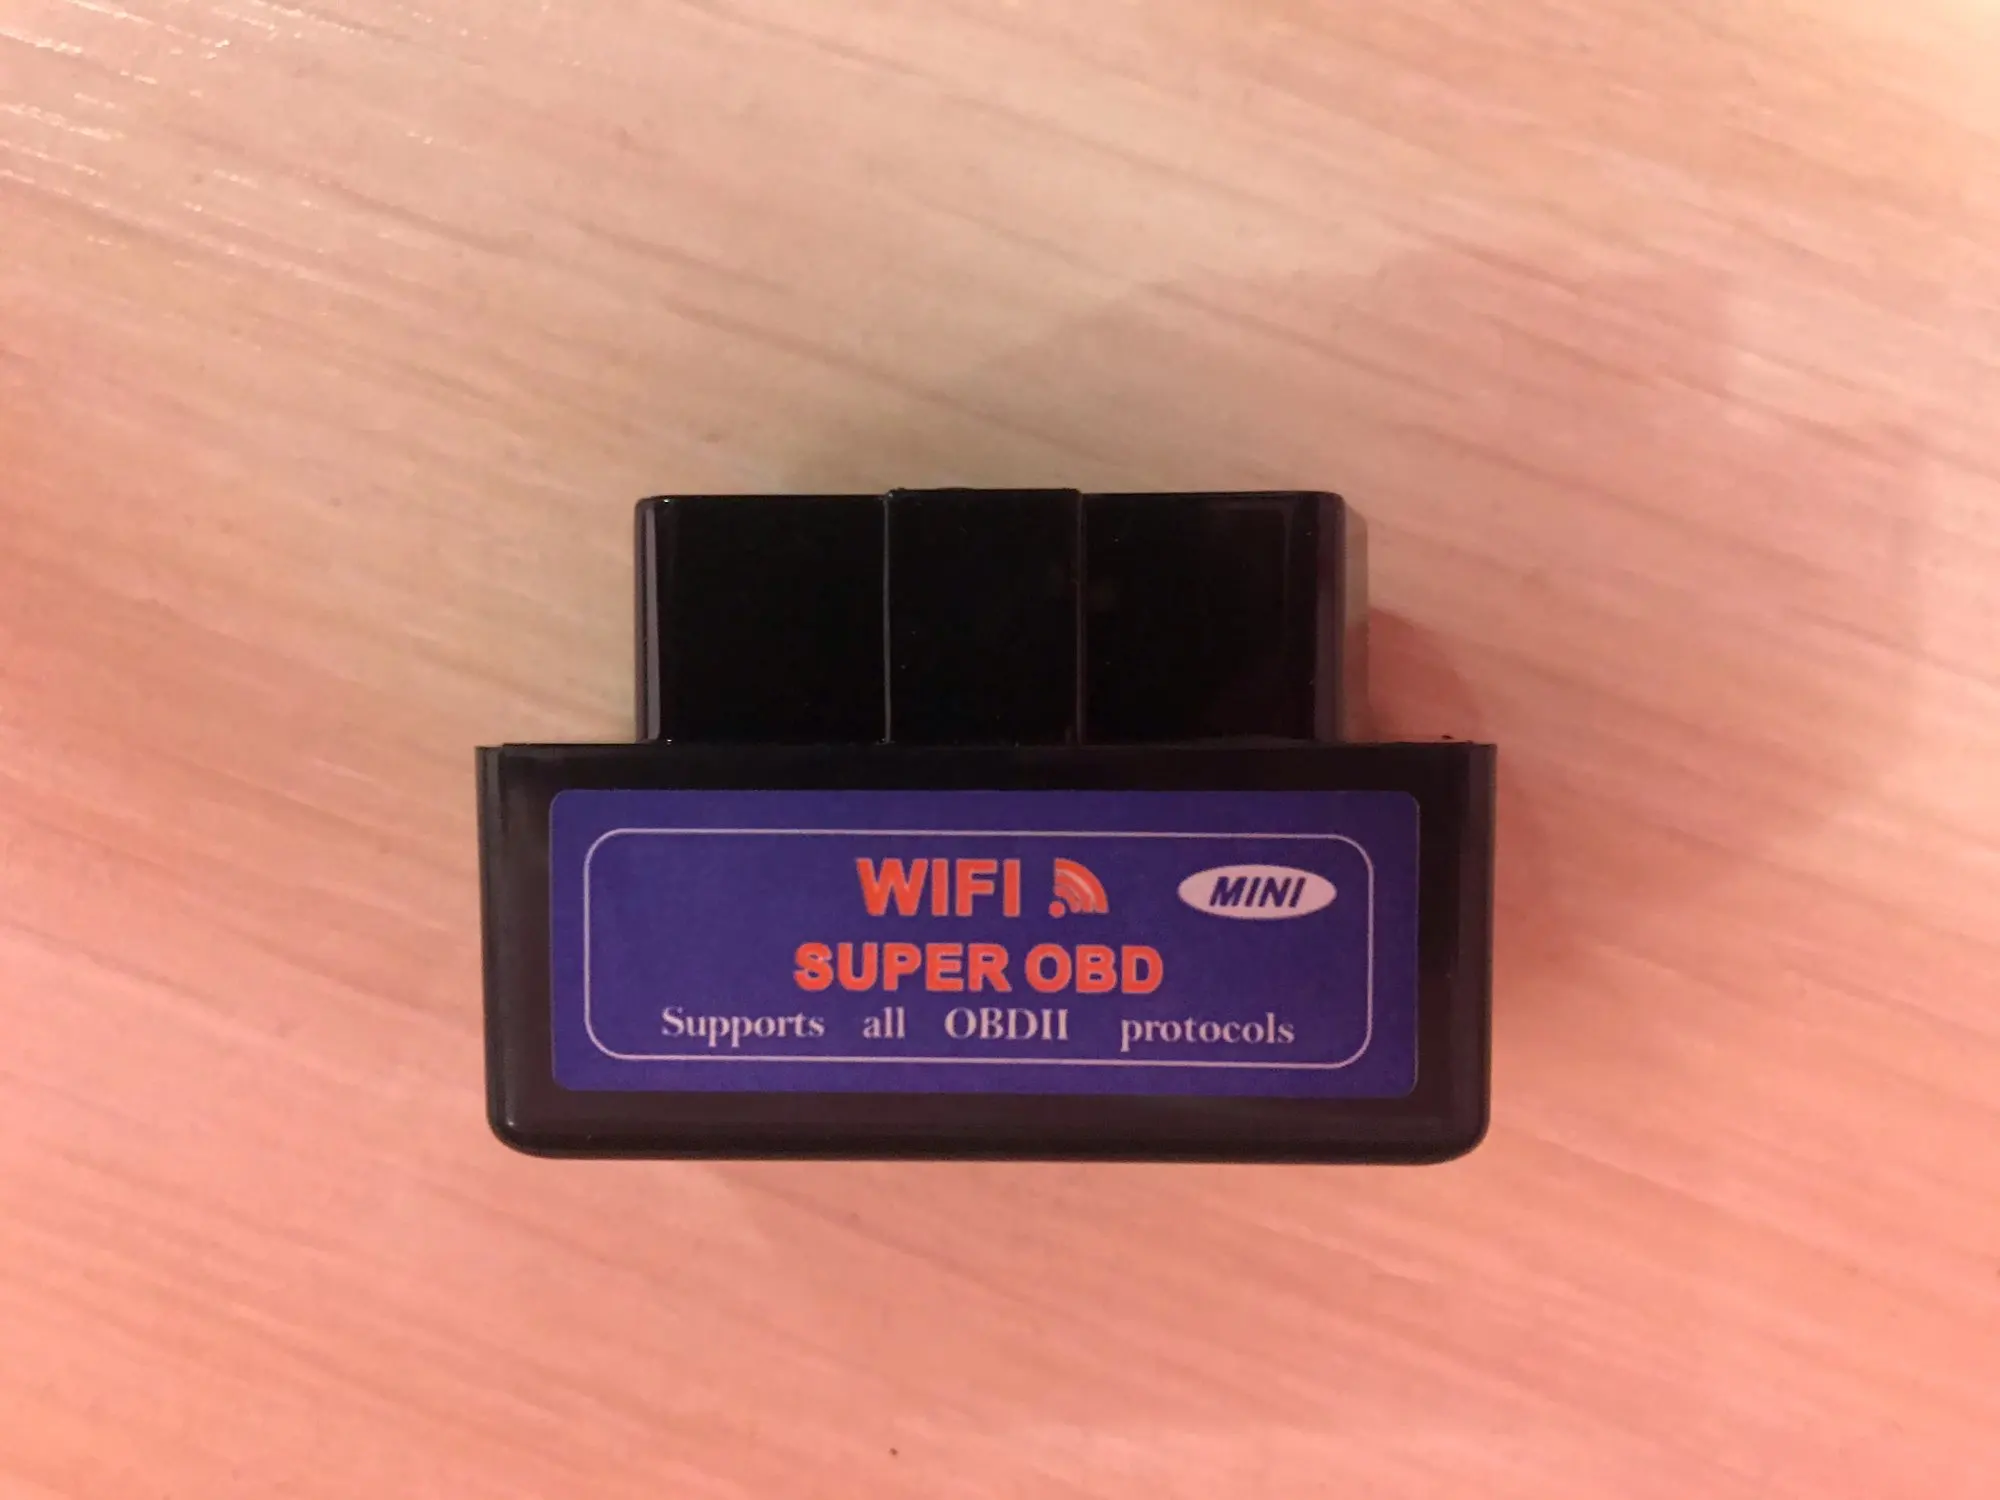 WIFI MINI
SUPER OBD
Supports all OBDII protocols